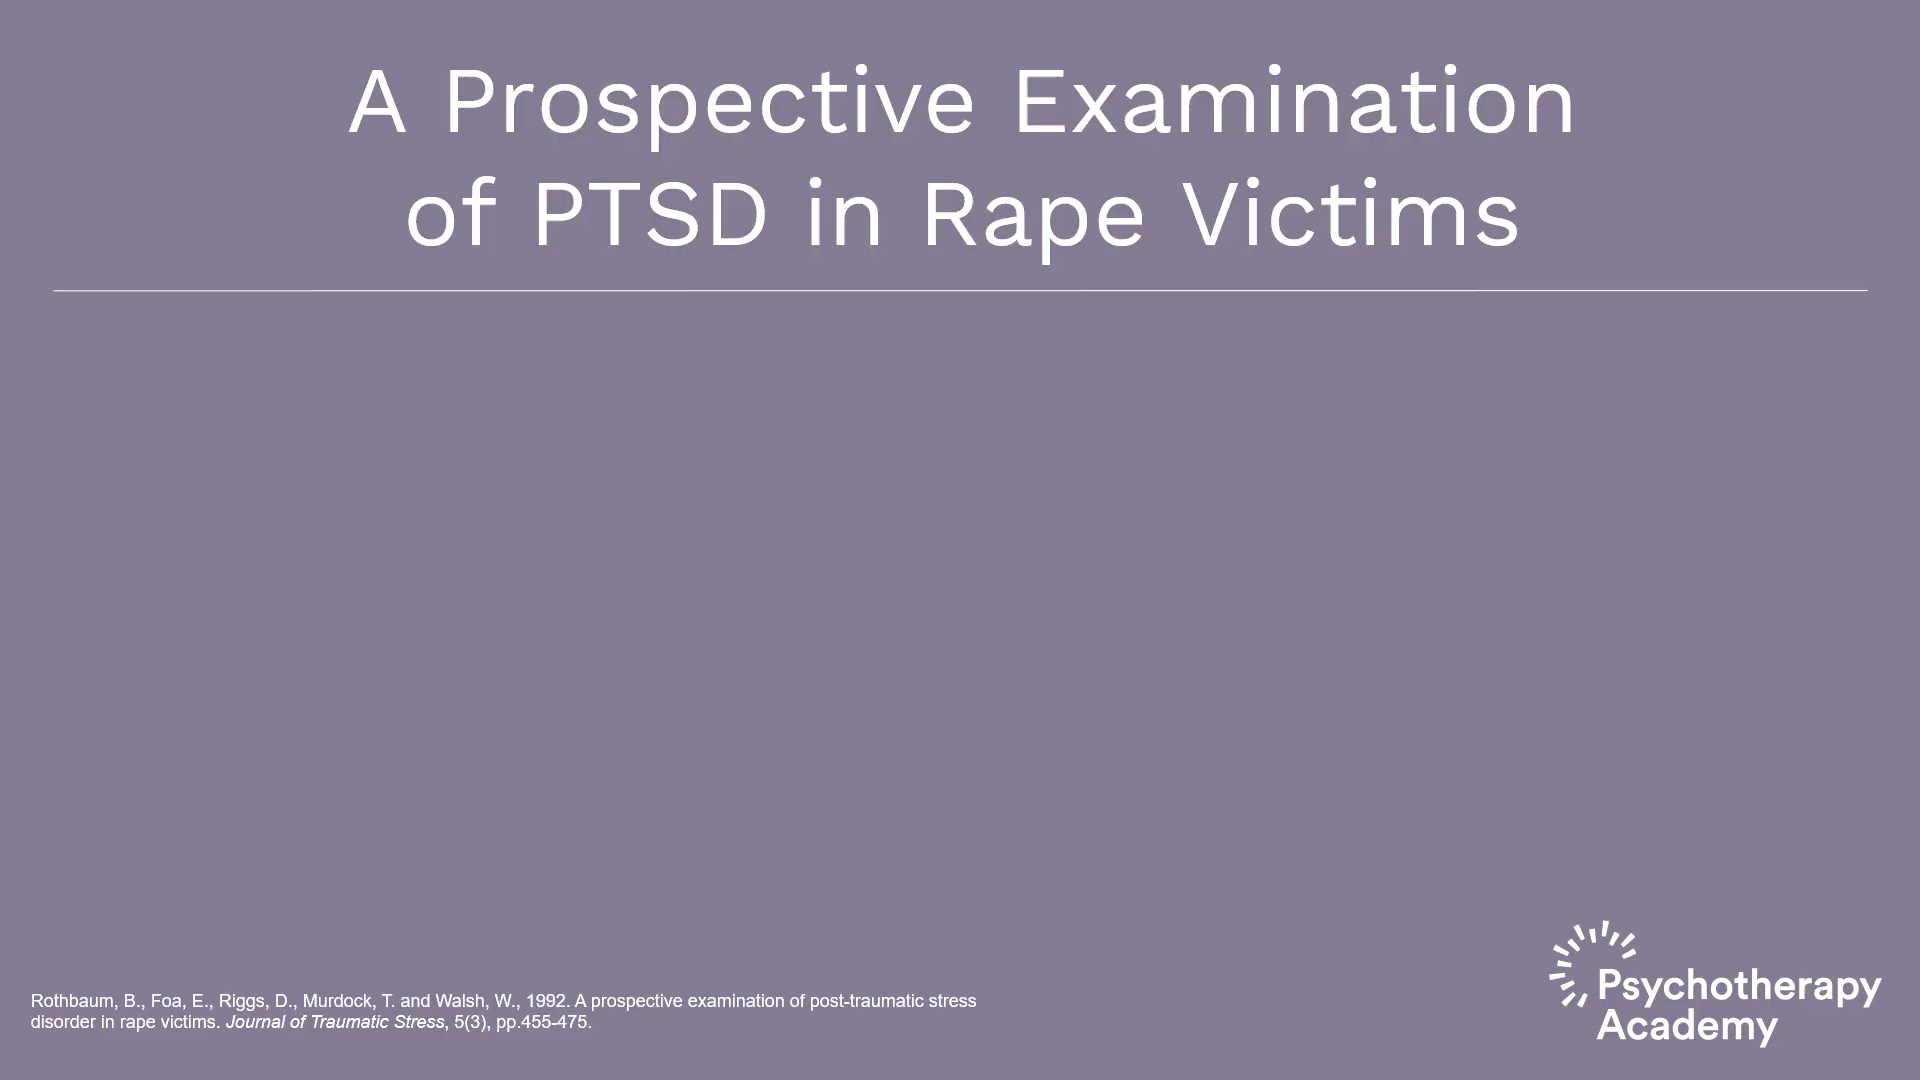 A Prospective Examination
of PTSD in Rape Victims
Rothbaum, B., Foa, E., Riggs, D., Murdock, T. and Walsh, W., 1992. A prospective examination of post-traumatic stress
disorder in rape victims. Journal of Traumatic Stress, 5(3), pp.455-475.
Psychotherapy
Academy